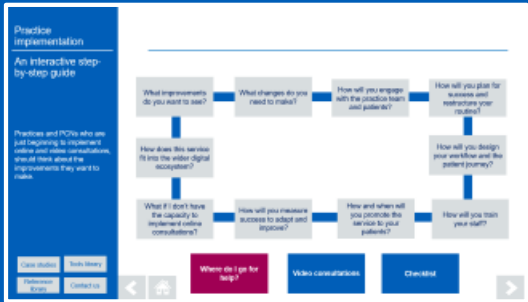 Practice
implementation
An interactive step-
by-step guide
Practices and PCNs who are
just beginning to implement
online and video consultations,
should think about the
improvements they want to
make.
Case studies
Tools library
Reference
library
Contact us
What improvements
do you want to see?
What changes do you
need to make?
How will you engage
with the practice team
and patients?
How will you plan for
success and
restructure your
routine?
How does this service
fit into the wider digital
ecosystem?
How will you design
your workflow and the
patient journey?
What if I don't have
the capacity to
implement online
consultations?
How will you measure
success to adapt and
improve?
How and when will
you promote the
service to your
patients?
How will you train
your staff?
Where do I go for
help?
Video consultations
Checklist